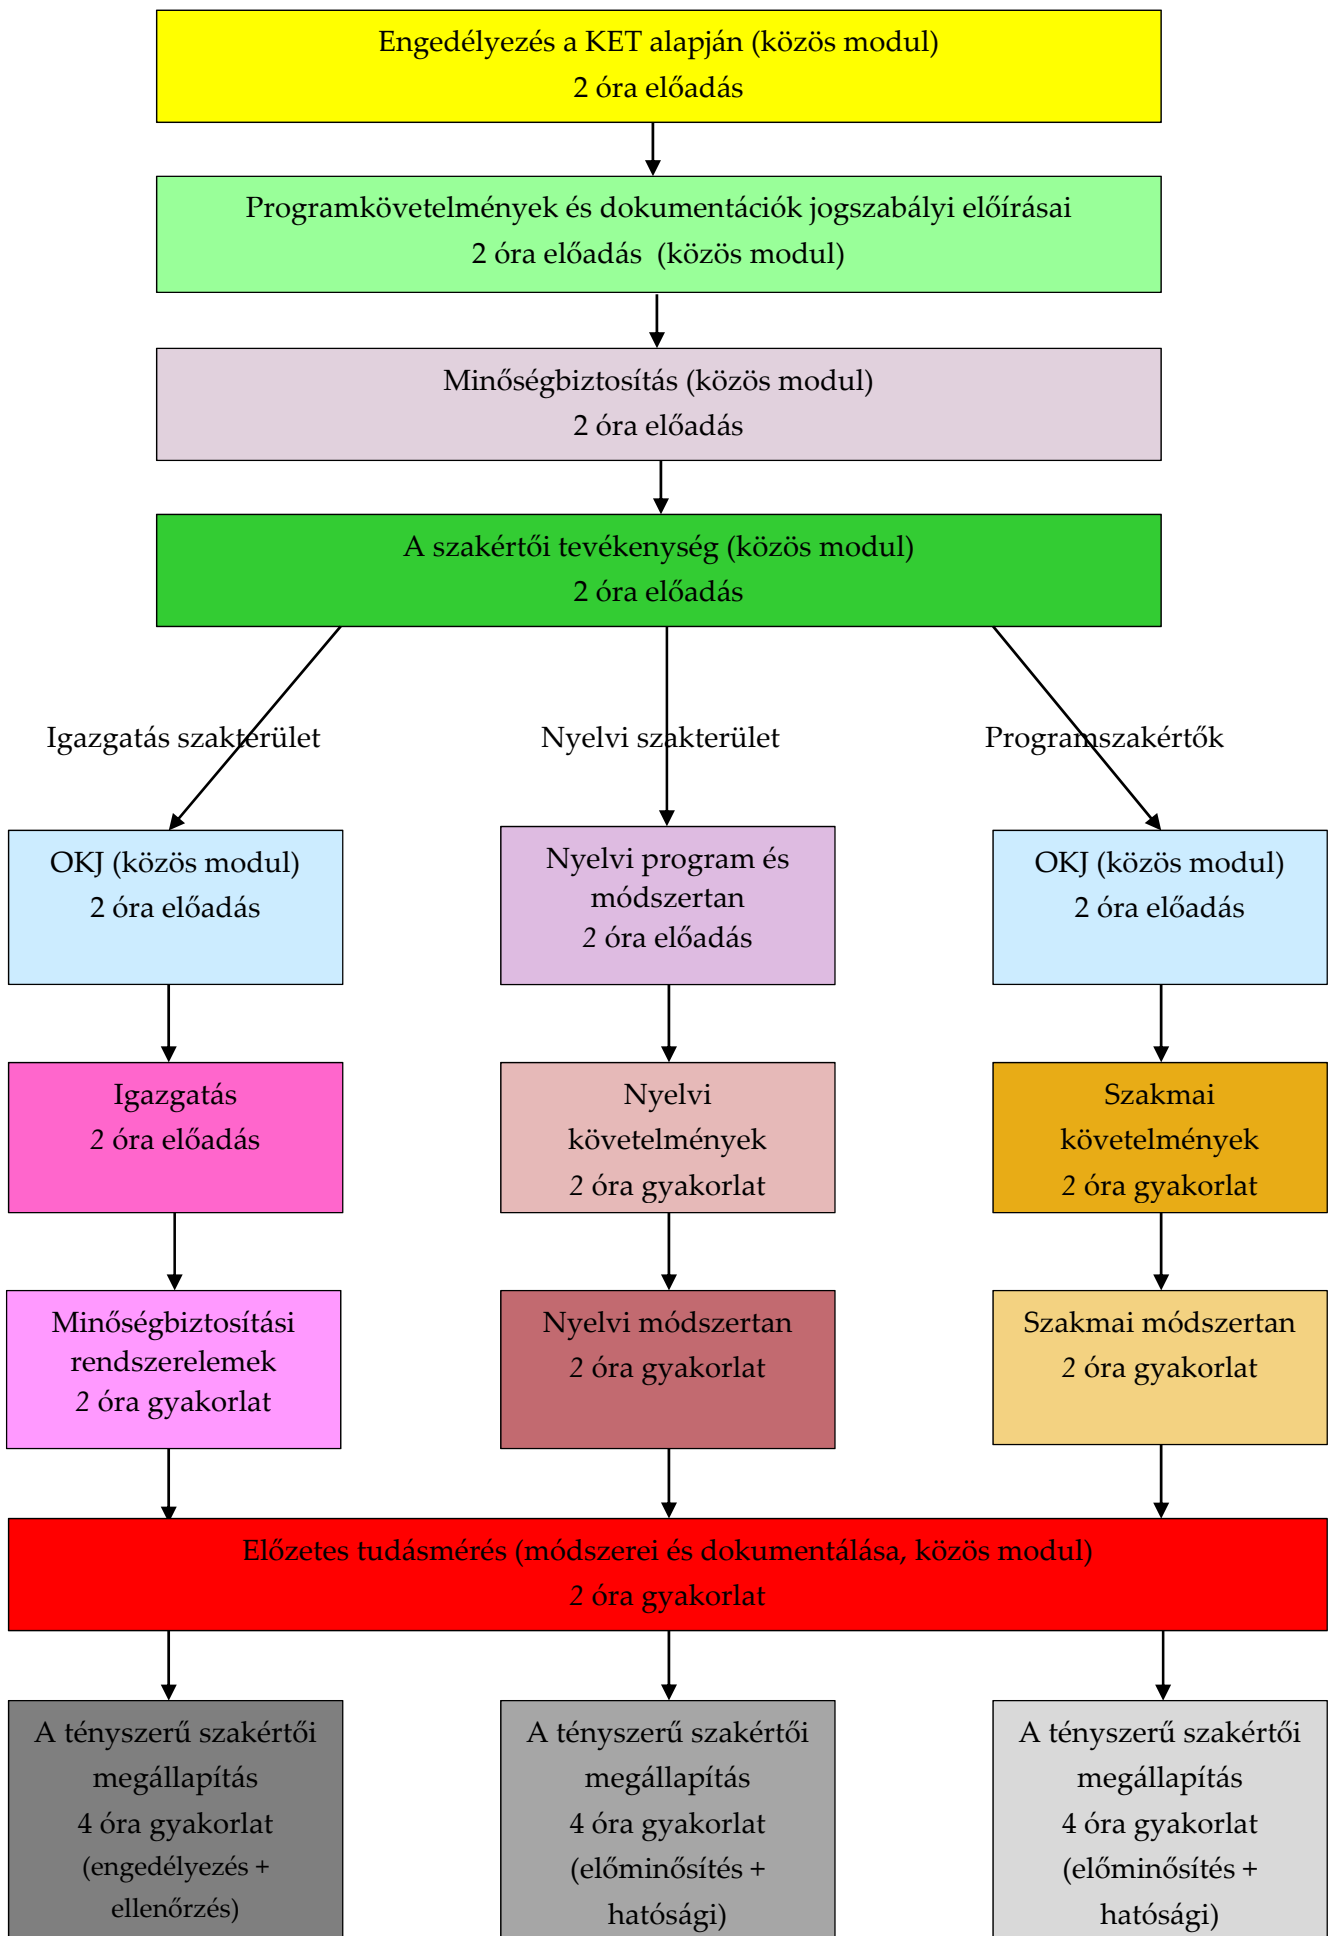 Engedélyezés a KET alapján (közös modul)
2 óra előadás
Programkövetelmények és dokumentációk jogszabályi előírásai
2 óra előadás (közös modul)
Minőségbiztosítás (közös modul)
2 óra előadás
A szakértői tevékenység (közös modul)
2 óra előadás
Igazgatás szakterület
Nyelvi szakterület
Programszakértők
OKJ (közös modul)
2 óra előadás
Nyelvi program és
módszertan
2 óra előadás
OKJ (közös modul)
2 óra előadás
Igazgatás
2 óra előadás
Nyelvi
követelmények
2 óra gyakorlat
Szakmai
követelmények
2 óra gyakorlat
Minőségbiztosítási
rendszerelemek
2 óra gyakorlat
Nyelvi módszertan
2 óra gyakorlat
Szakmai módszertan
2 óra gyakorlat
Előzetes tudásmérés (módszerei és dokumentálása, közös modul)
2 óra gyakorlat
A tényszerű szakértői
megállapítás
4 óra gyakorlat
(engedélyezés +
ellenőrzés)
A tényszerű szakértői
megállapítás
4 óra gyakorlat
(előminősítés +
hatósági)
A tényszerű szakértői
megállapítás
4 óra gyakorlat
(előminősítés +
hatósági)